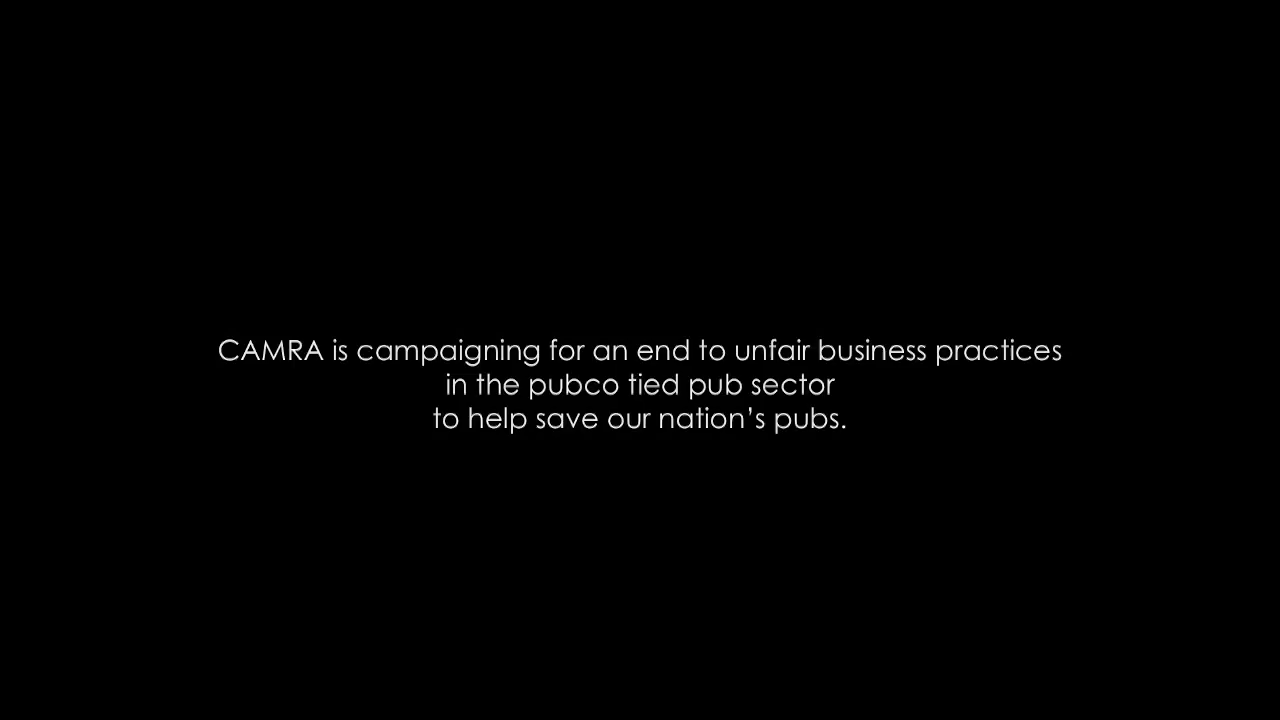 CAMRA is campaigning for an end to unfair business practices
in the pubco tied pub sector
to help save our nation’s pubs.